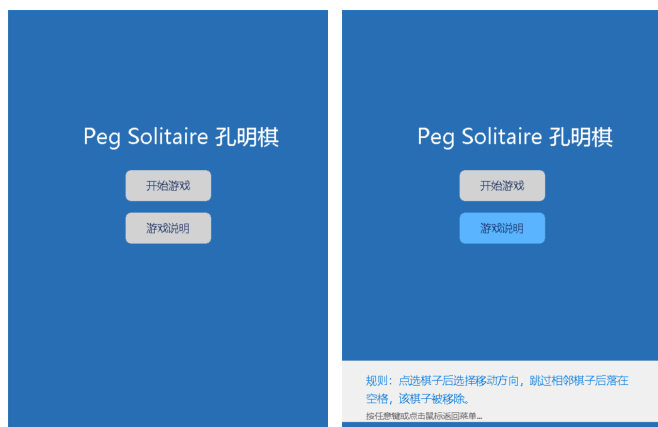 Peg Solitaire 孔明棋
开始游戏
游戏说明
Peg Solitaire 孔明棋
开始游戏
游戏说明
规则：点选棋子后选择移动方向，跳过相邻棋子后落在
空格，该棋子被移除。
按任意键或点击鼠标返回菜单...